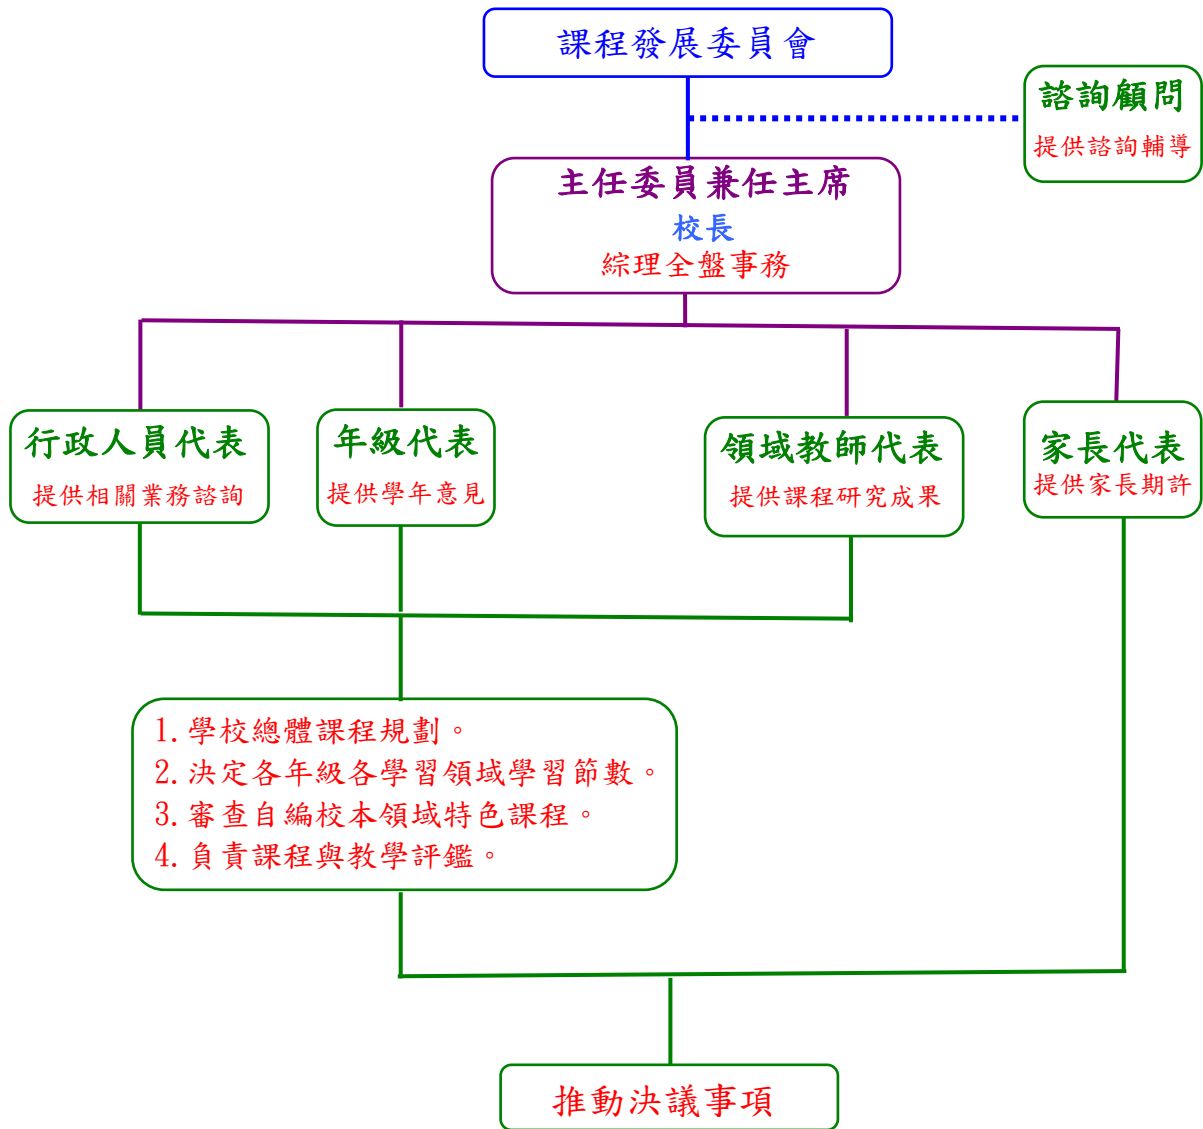 課程發展委員會
諮詢顧問
提供諮詢輔導
主任委員兼任主席
校長
綜理全盤事務
行政人員代表
提供相關業務諮詢
年級代表
提供學年意見
領域教師代表
提供課程研究成果
家長代表
提供家長期許
1. 學校總體課程規劃。
2. 決定各年級各學習領域學習節數。
3. 審查自編校本領域特色課程。
4. 負責課程與教學評鑑。
推動決議事項